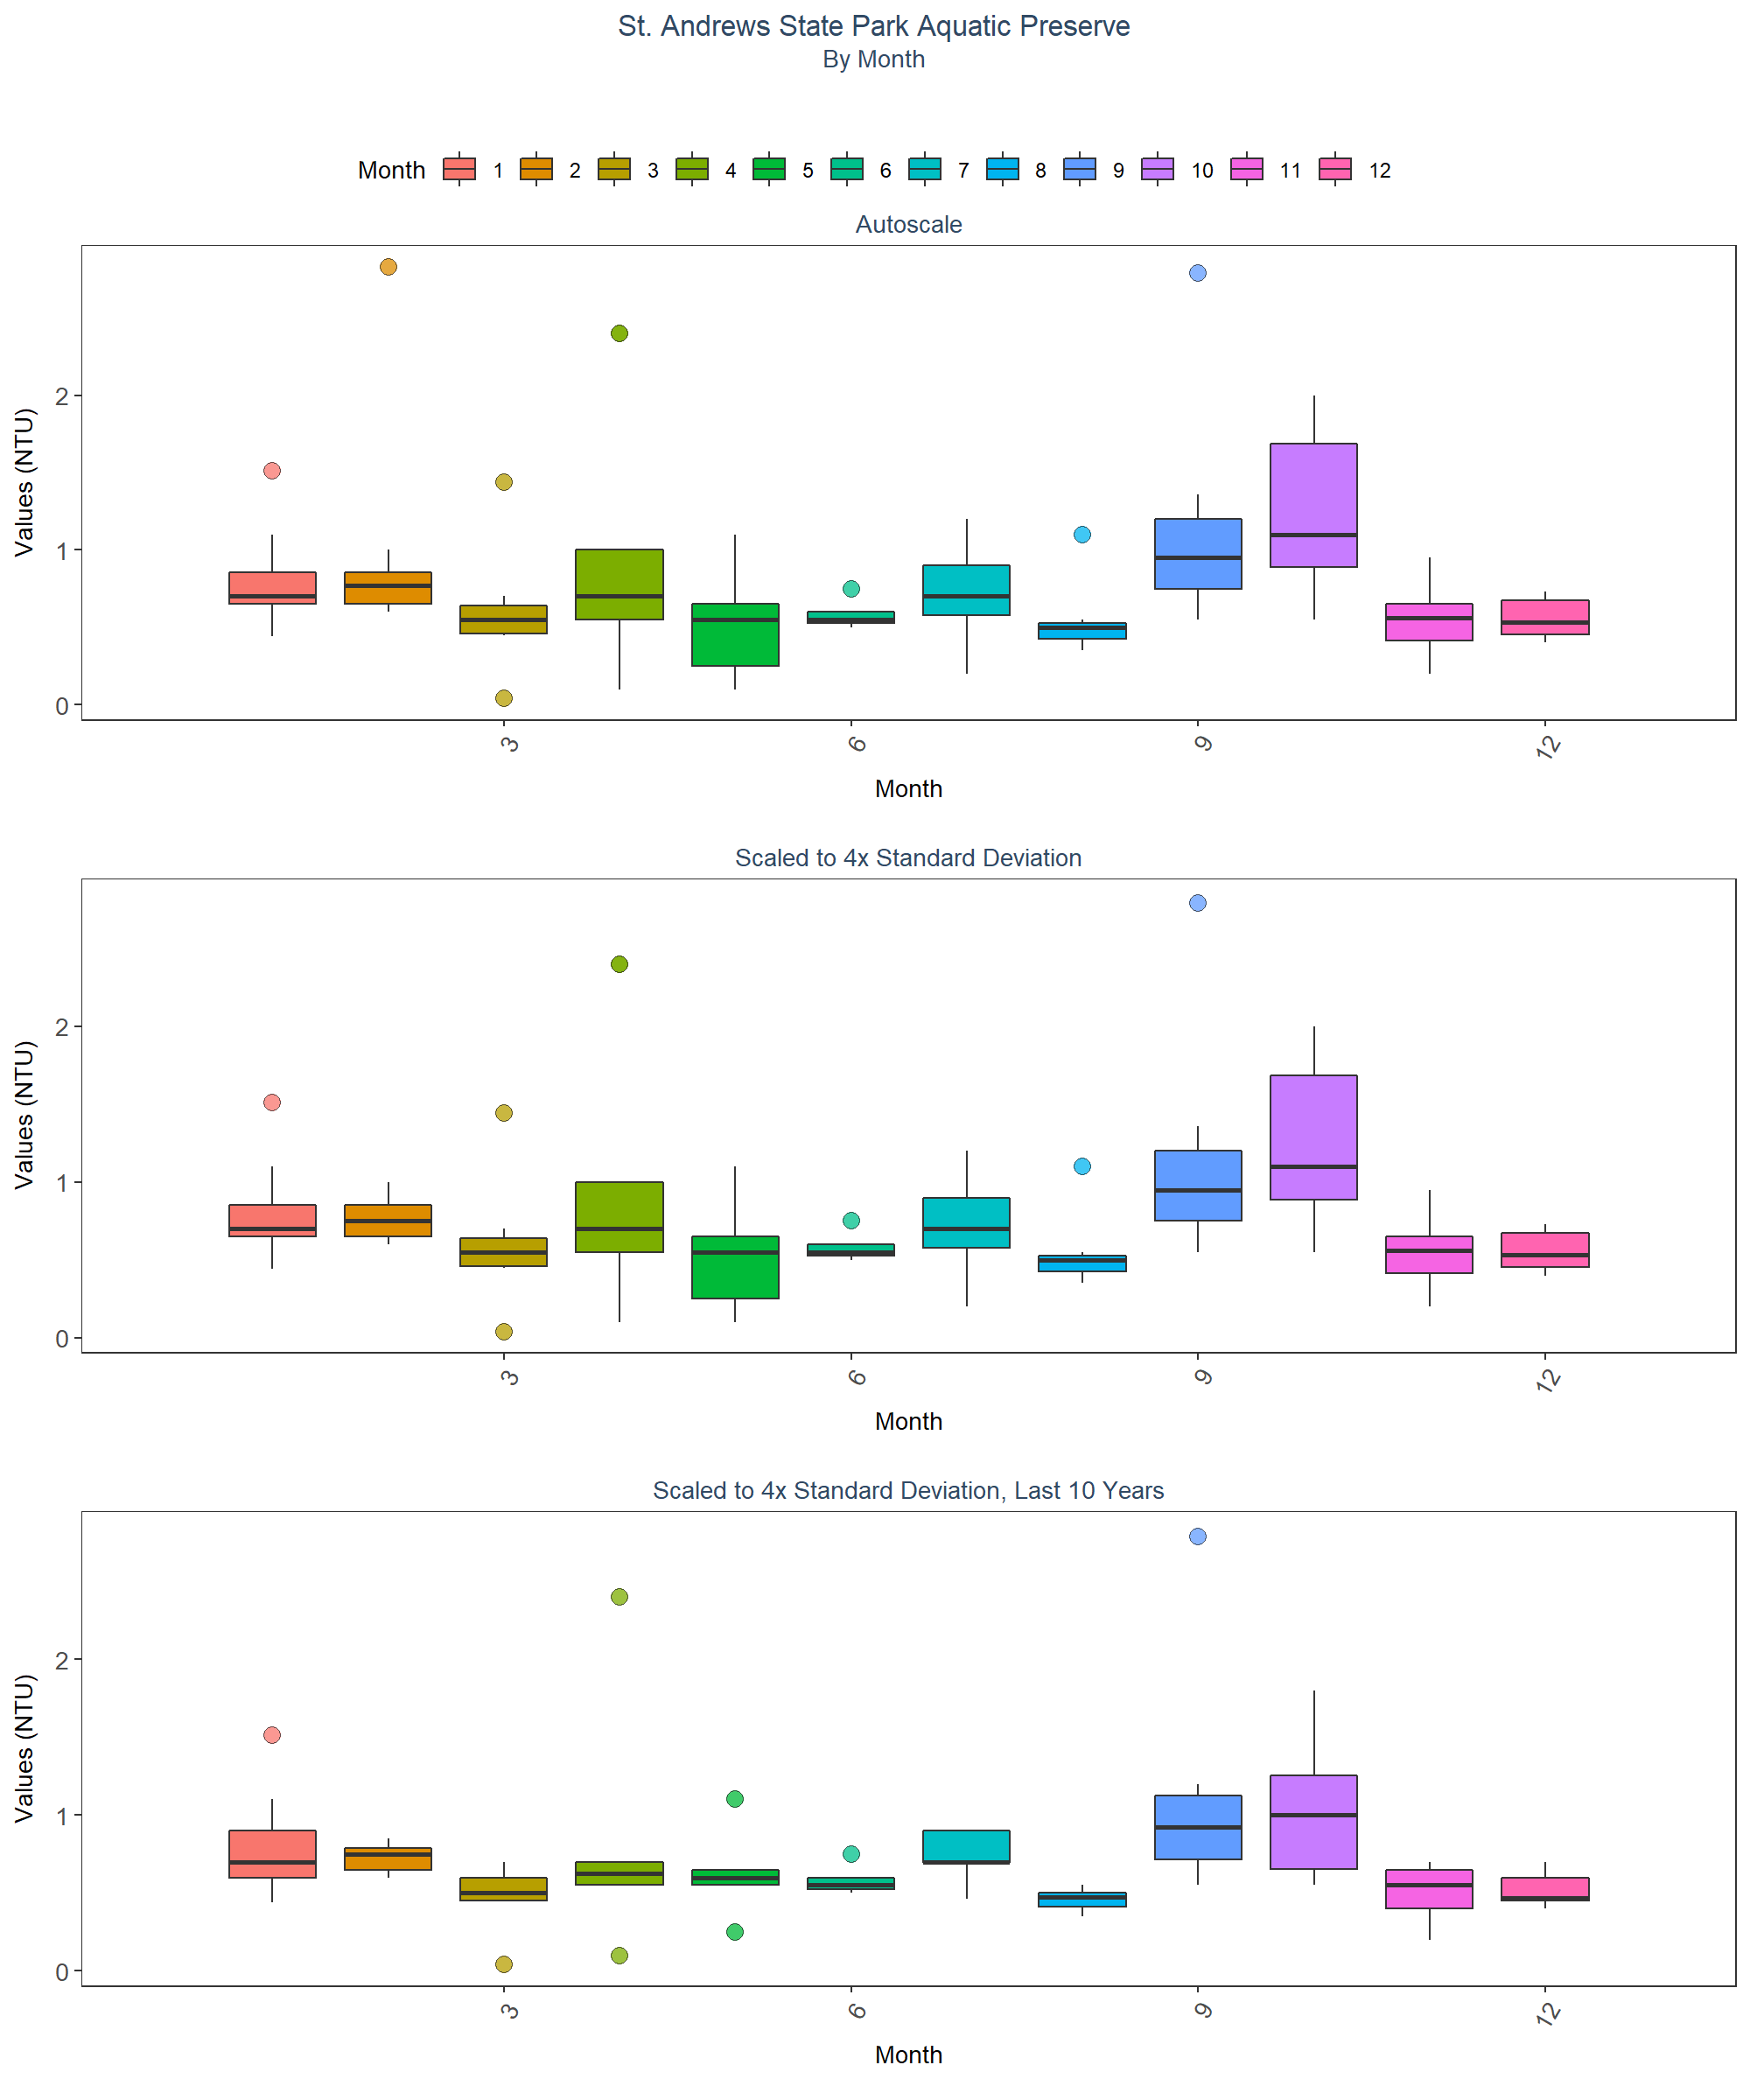 St. Andrews State Park Aquatic Preserve
By Month
Month 1 2 3 4 5 6 7 8 9 10 11 12
Autoscale
Values (NTU)
2
1
0
3 6 9 12
Month
Scaled to 4x Standard Deviation
Values (NTU)
2
1
0
3 6 9 12
Month
Scaled to 4x Standard Deviation, Last 10 Years
Values (NTU)
2
1
0
3 6 9 12
Month